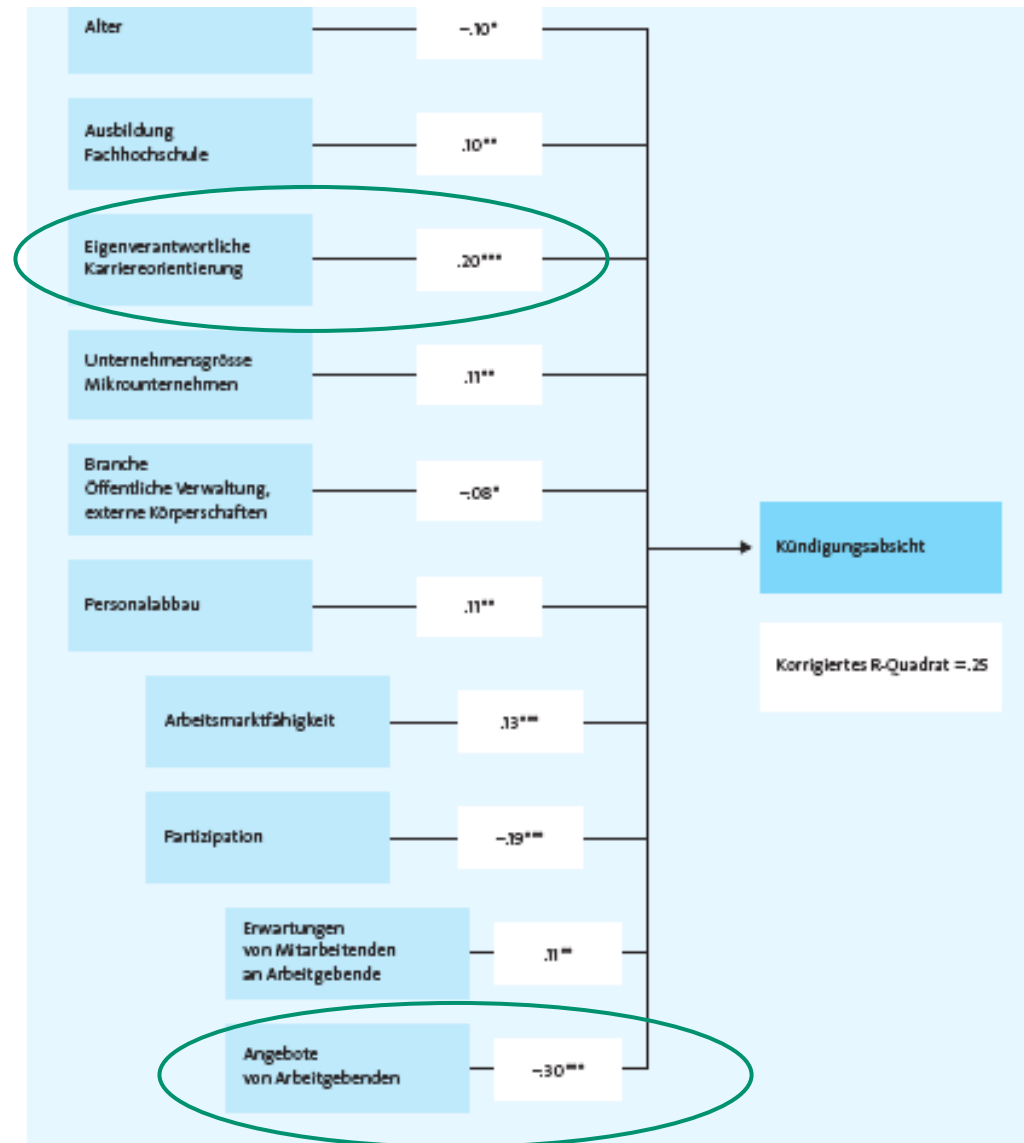 Alter
–.10*
Ausbildung
Fachhochschule
.10**
Eigenverantwortliche
Karriereorientierung
.20***
Unternehmensgrösse
Mikrounternehmen
.11**
Branche
Öffentliche Verwaltung,
externe Körperschaften
–.08*
Personalabbau
.11**
Arbeitsmarktfähigkeit
.13***
Partizipation
–.19***
Erwartungen
von Mitarbeitenden
an Arbeitgebende
.11**
Angebote
von Arbeitgebenden
–.30***
Kündigungsabsicht
Korrigiertes R-Quadrat =.25